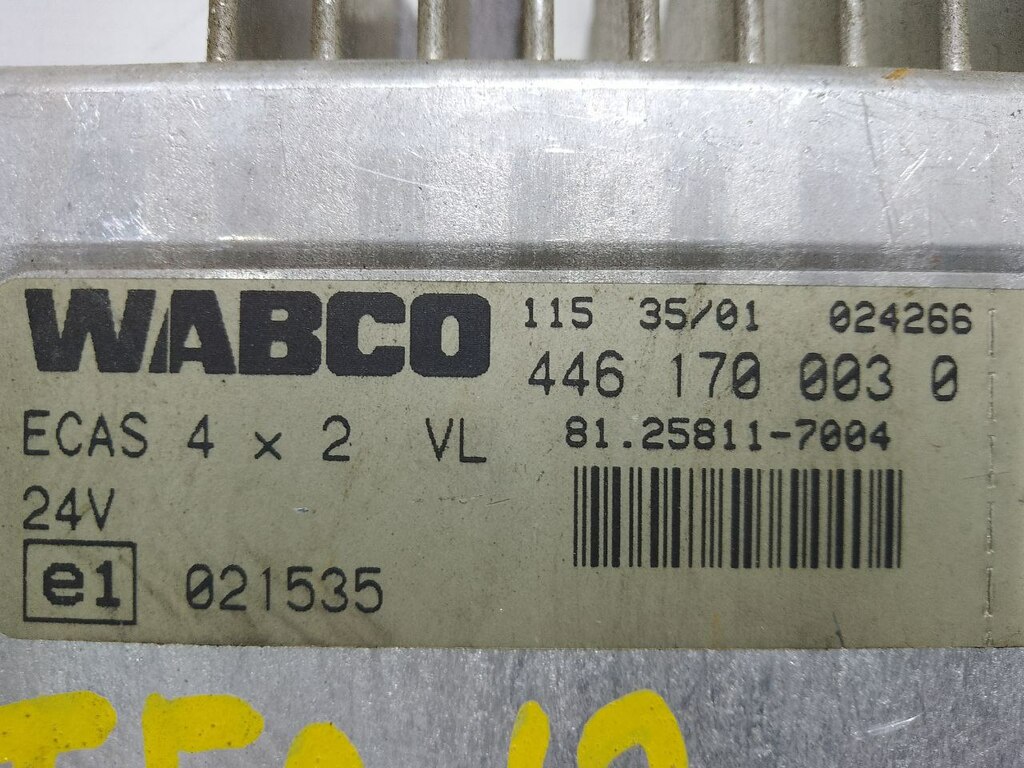 WABCO 115 35/01 024266
446 170 003 0
ECAS 4 x 2 VL 81.25811-7004
24V
e1 021535